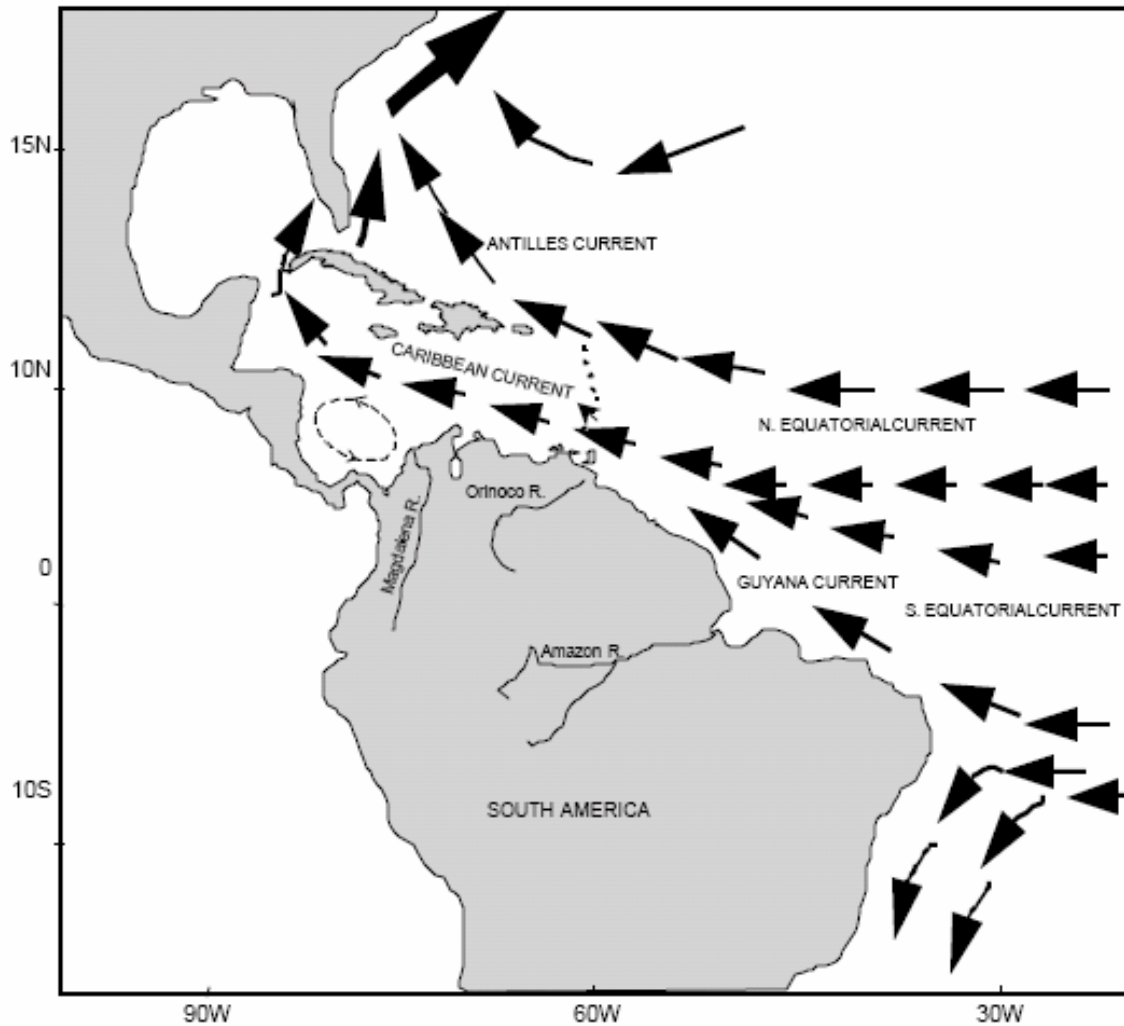 15N
ANTILLES CURRENT
CARIBBEAN CURRENT
10N
N. EQUATORIALCURRENT
Orinoco R.
Magdalena R.
0
GUYANA CURRENT
S. EQUATORIALCURRENT
Amazon R.
10S
SOUTH AMERICA
90W
60W
30W